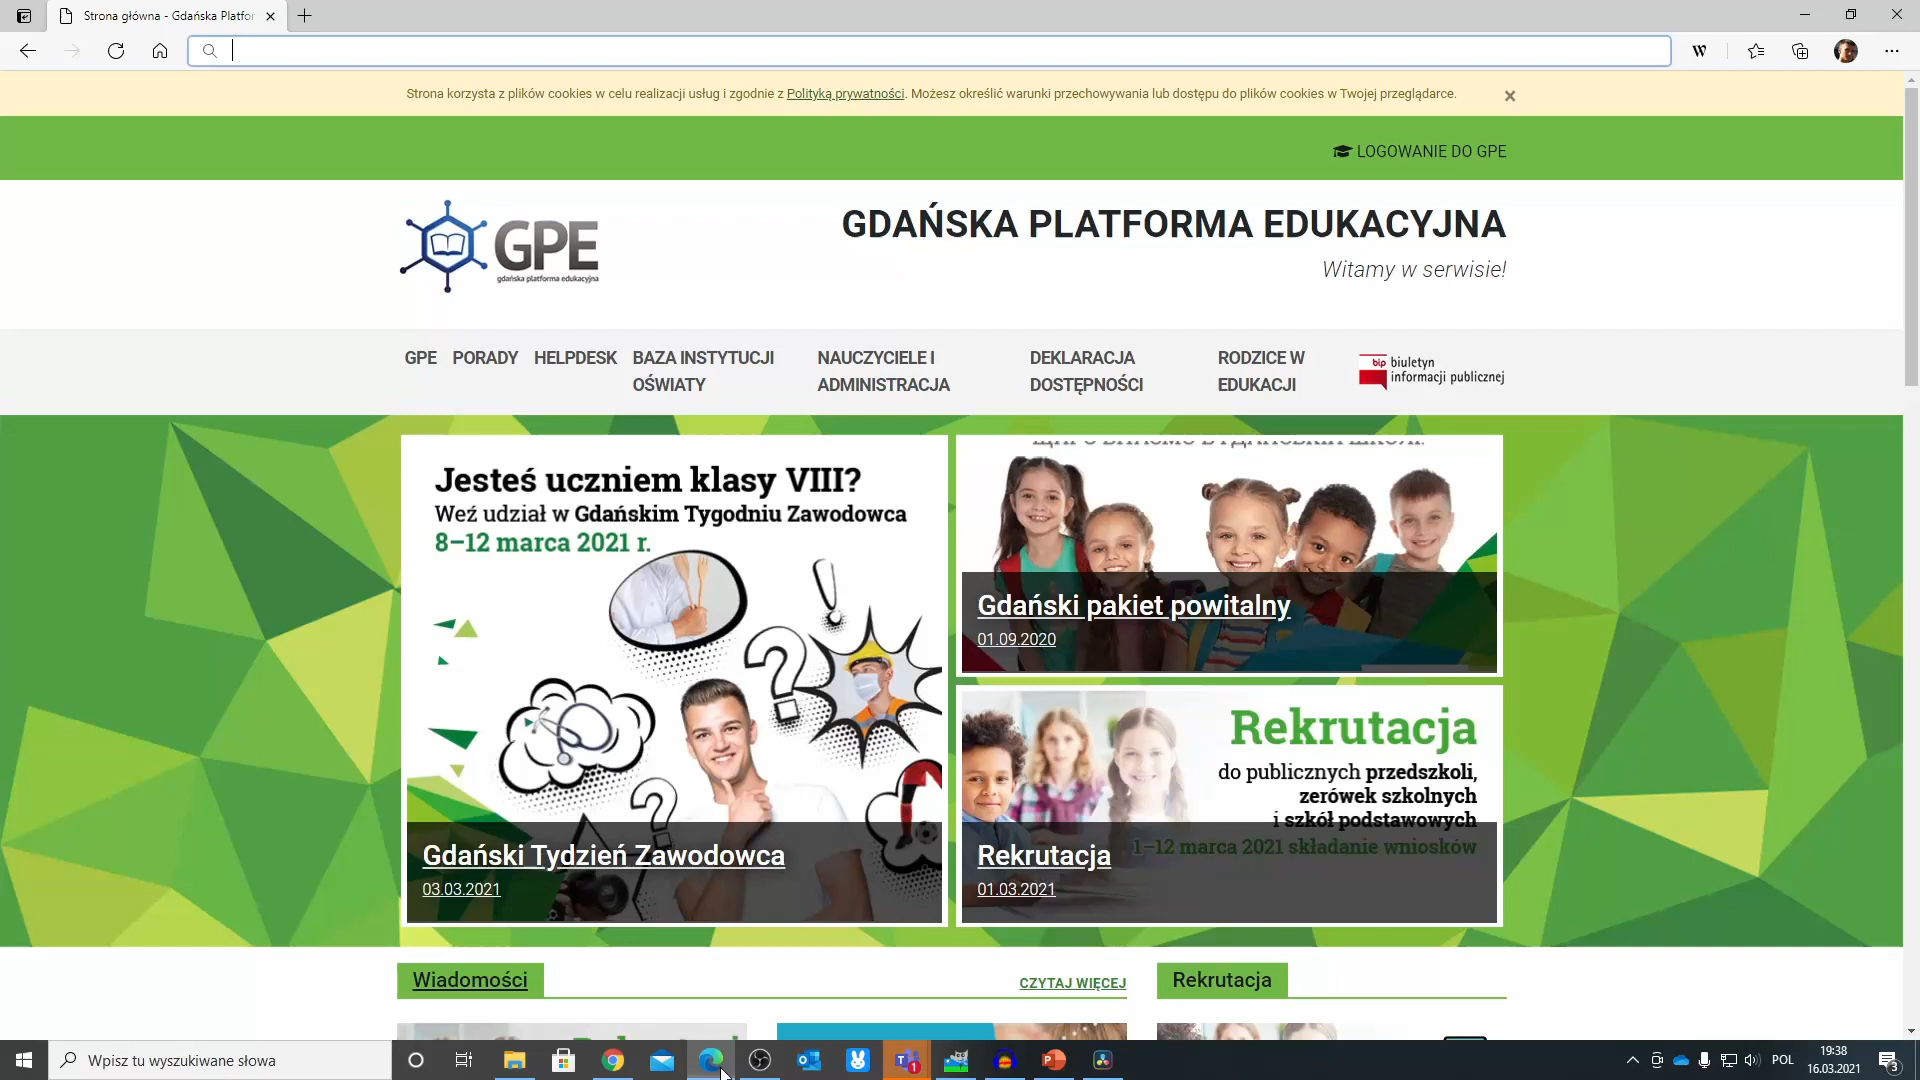 Strona główna - Gdańska Platfor
W
Strona korzysta z plików cookies w celu realizacji usług i zgodnie z Polityką prywatności. Możesz określić warunki przechowywania lub dostępu do plików cookies w Twojej przeglądarce.
LOGOWANIE DO GPE
GPE
gdańska platforma edukacyjna
GDAŃSKA PLATFORMA EDUKACYJNA
Witamy w serwisie!
GPE PORADY HELPDESK BAZA INSTYTUCJI OŚWIATY NAUCZYCIELE I ADMINISTRACJA DEKLARACJA DOSTĘPNOŚCI RODZICE W EDUKACJI
bip biuletyn
informacji publicznej
Jesteś uczniem klasy VIII?
Weź udział w Gdańskim Tygodniu Zawodowca
8–12 marca 2021 r.
Gdański Tydzień Zawodowca
03.03.2021
Gdański pakiet powitalny
01.09.2020
Rekrutacja
do publicznych przedszkoli,
zerówek szkolnych
i szkół podstawowych
1–12 marca 2021 składanie wniosków
Rekrutacja
01.03.2021
Wiadomości
CZYTAJ WIĘCEJ
Rekrutacja
Wpisz tu wyszukiwane słowa
1
POL
19:38
16.03.2021
3